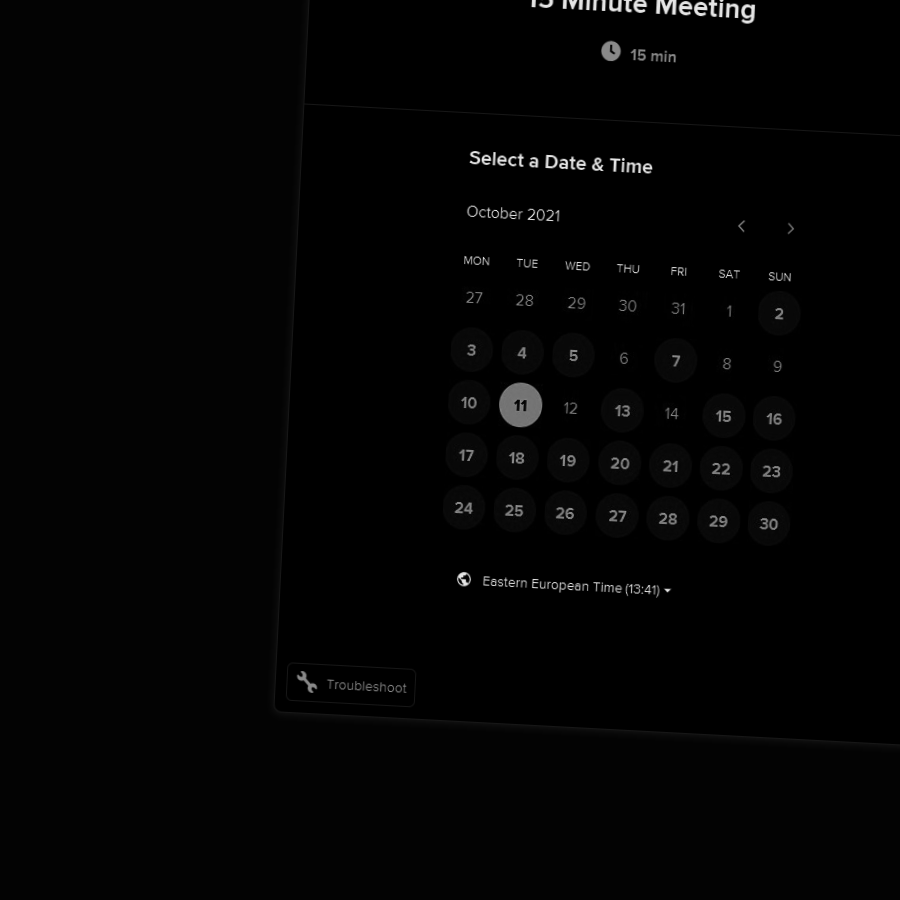 15 Minute Meeting
15 min
Select a Date & Time
October 2021
MON TUE WED THU FRI SAT SUN
27 28 29 30 31 1 2
3 4 5 6 7 8 9
10 11 12 13 14 15 16
17 18 19 20 21 22 23
24 25 26 27 28 29 30
Eastern European Time (13:41)
Troubleshoot